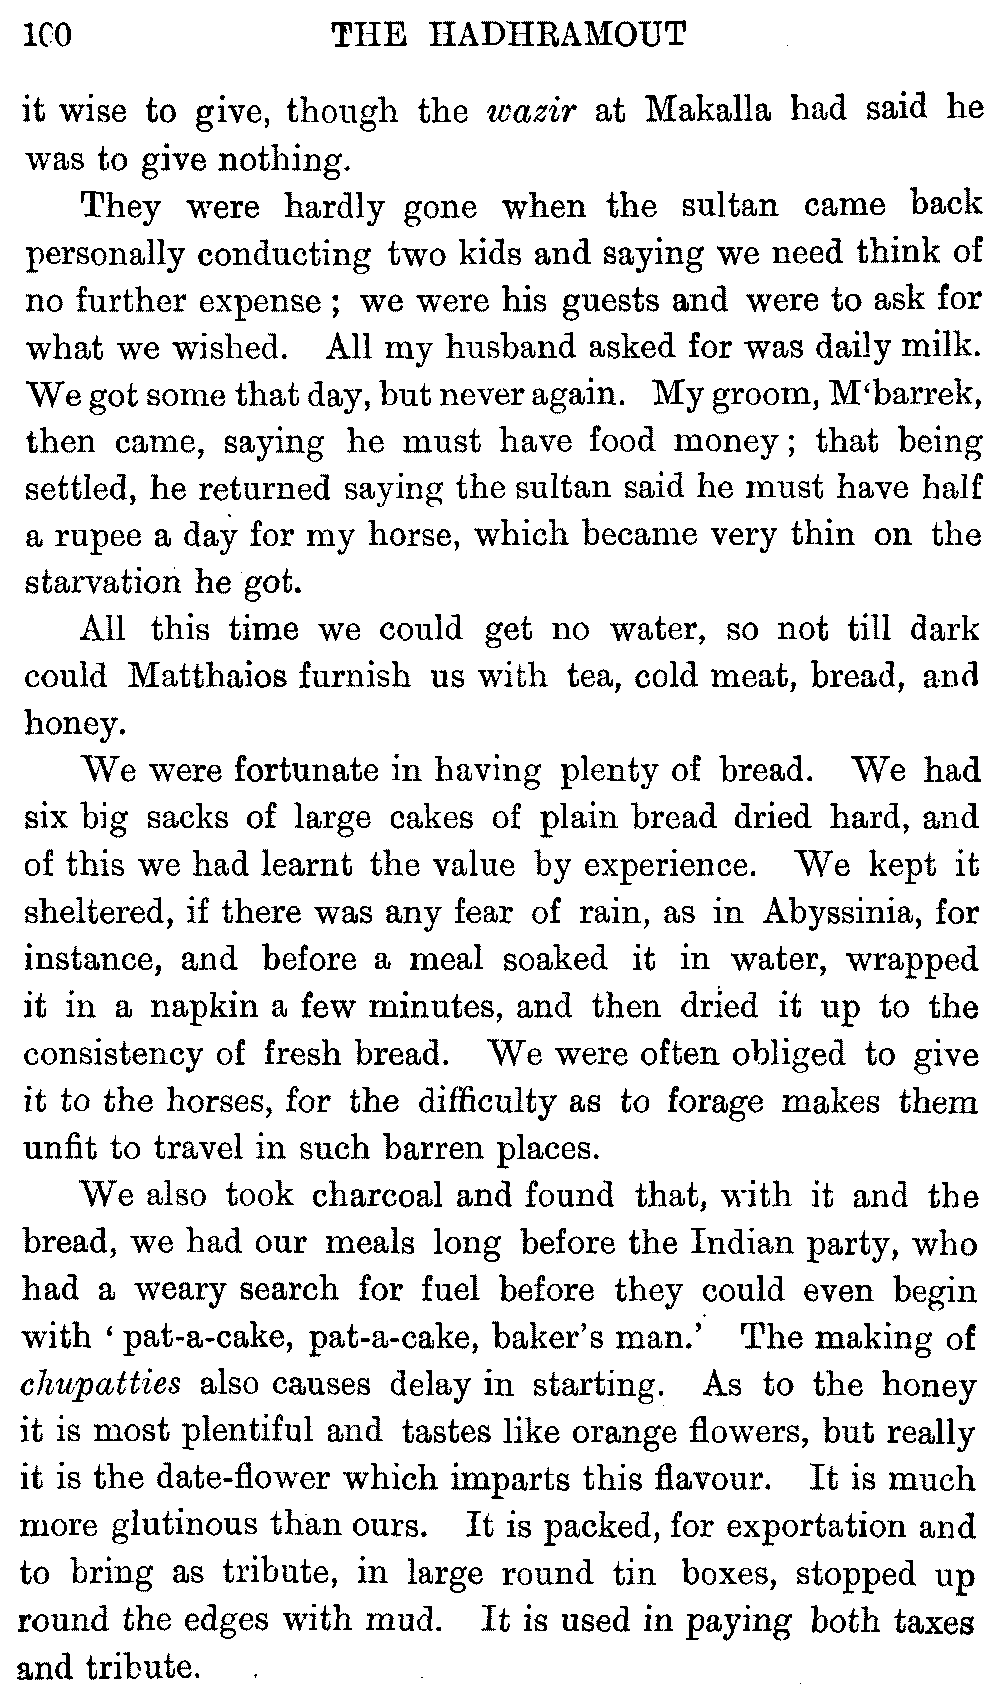 100 THE HADHRAMOUT
it wise to give, though the wazir at Makalla had said he
was to give nothing.
They were hardly gone when the sultan came back
personally conducting two kids and saying we need think of
no further expense ; we were his guests and were to ask for
what we wished. All my husband asked for was daily milk.
We got some that day, but never again. My groom, M‘barrek,
then came, saying he must have food money ; that being
settled, he returned saying the sultan said he must have half
a rupee a day for my horse, which became very thin on the
starvation he got.
All this time we could get no water, so not till dark
could Matthaios furnish us with tea, cold meat, bread, and
honey.
We were fortunate in having plenty of bread. We had
six big sacks of large cakes of plain bread dried hard, and
of this we had learnt the value by experience. We kept it
sheltered, if there was any fear of rain, as in Abyssinia, for
instance, and before a meal soaked it in water, wrapped
it in a napkin a few minutes, and then dried it up to the
consistency of fresh bread. We were often obliged to give
it to the horses, for the difficulty as to forage makes them
unfit to travel in such barren places.
We also took charcoal and found that, with it and the
bread, we had our meals long before the Indian party, who
had a weary search for fuel before they could even begin
with ‘ pat-a-cake, pat-a-cake, baker’s man.’ The making of
chupatties also causes delay in starting. As to the honey
it is most plentiful and tastes like orange flowers, but really
it is the date-flower which imparts this flavour. It is much
more glutinous than ours. It is packed, for exportation and
to bring as tribute, in large round tin boxes, stopped up
round the edges with mud. It is used in paying both taxes
and tribute.